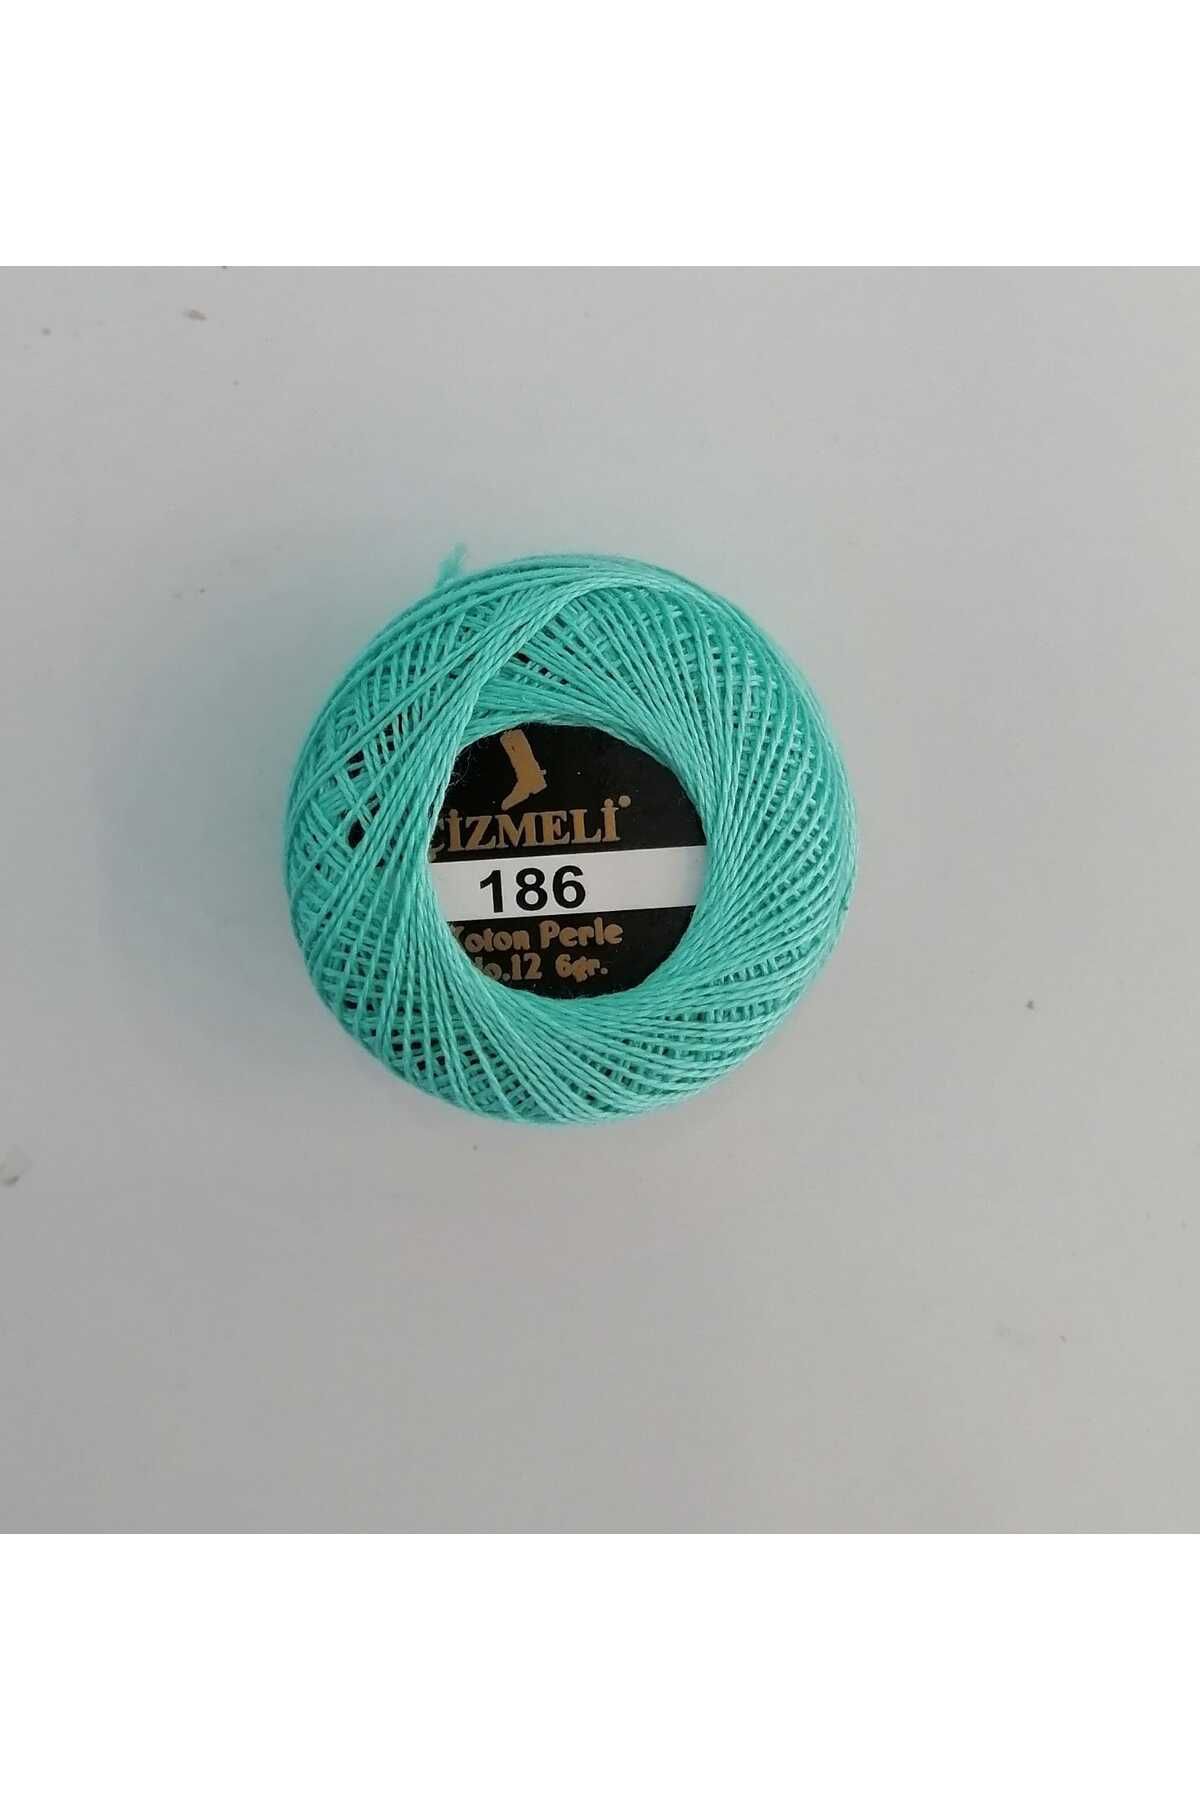 ÇİZMELİ
186
Koton Perle
No.12 6gr.